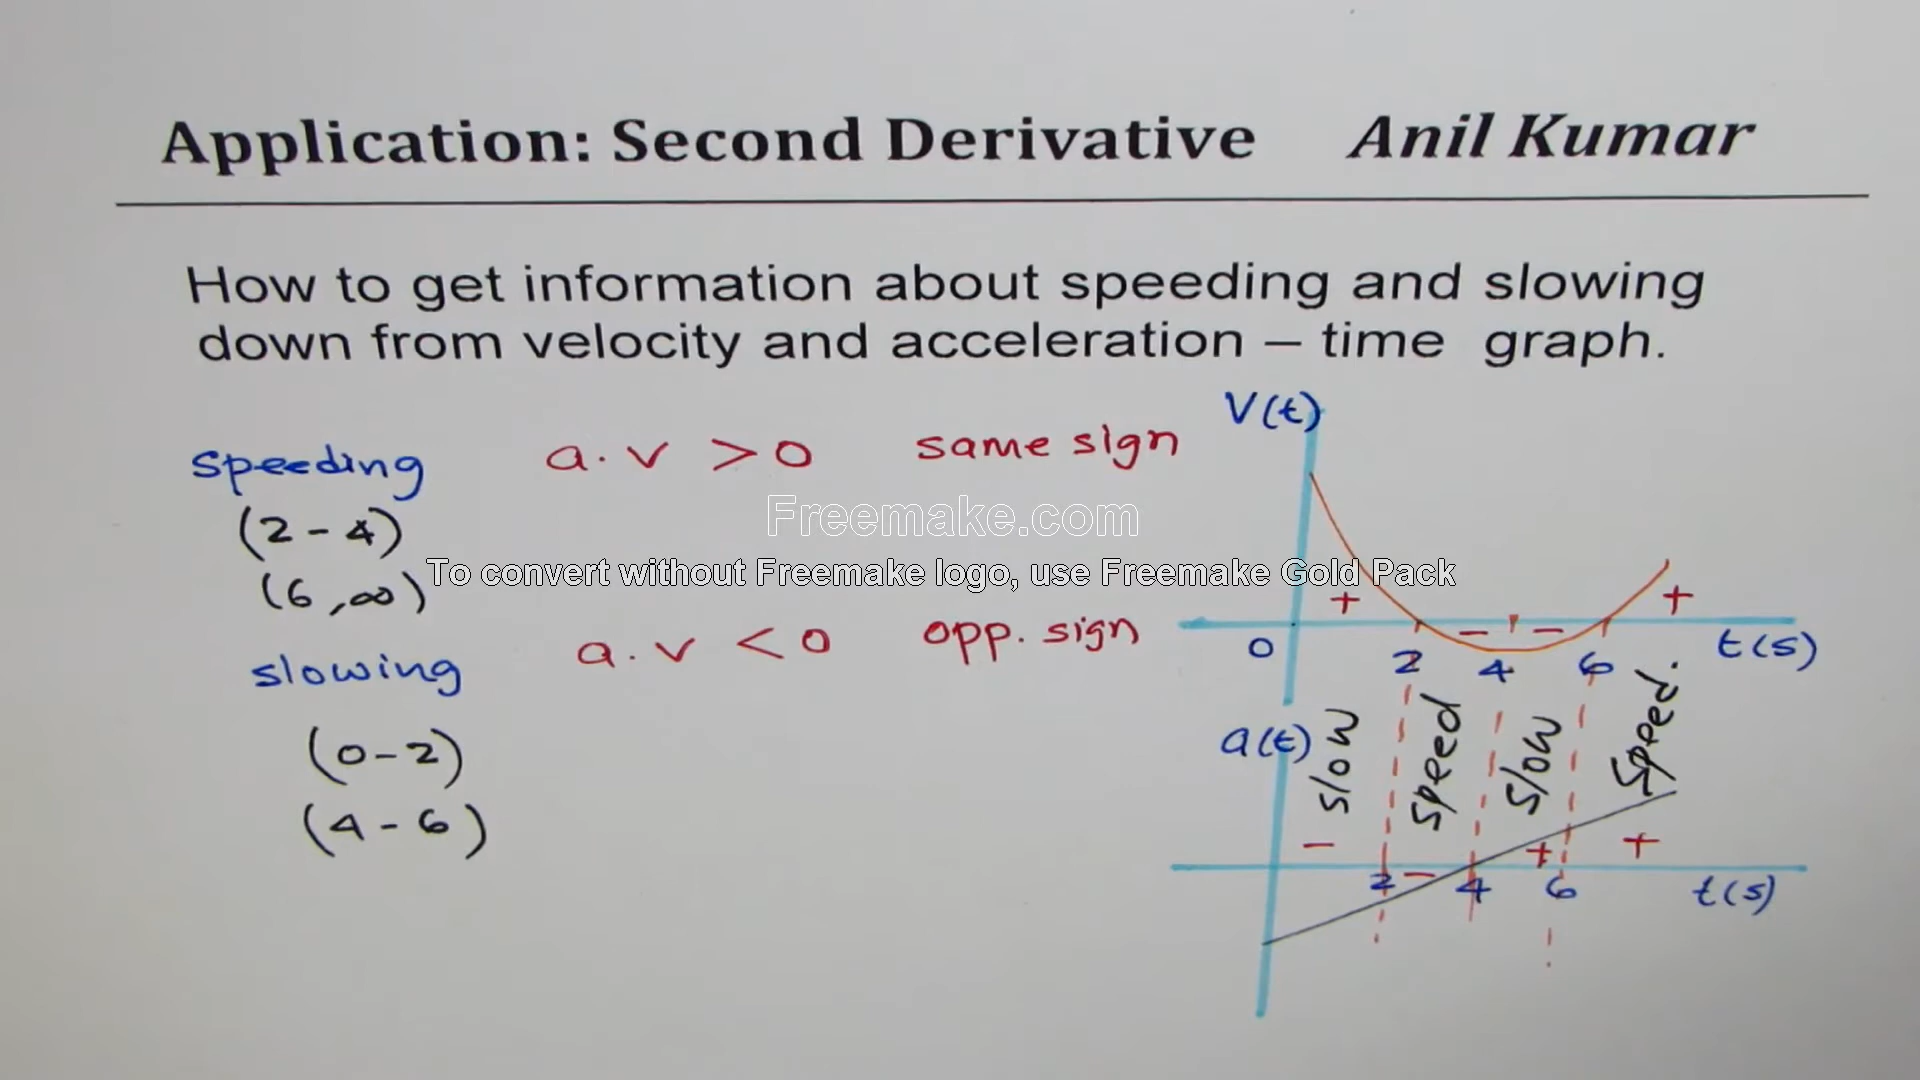 Application: Second Derivative Anil Kumar
How to get information about speeding and slowing
down from velocity and acceleration – time graph.
speeding a.v > 0 same sign
(2-4)
(6,∞)
slowing a.v < 0 opp. sign
(0-2)
(4-6)
Freemake.com
To convert without Freemake logo, use Freemake Gold Pack
V(t)
+ - - +
0 2 4 6 t(s)
a(t) slow speed slow speed.
- - + +
2 4 6 t(s)